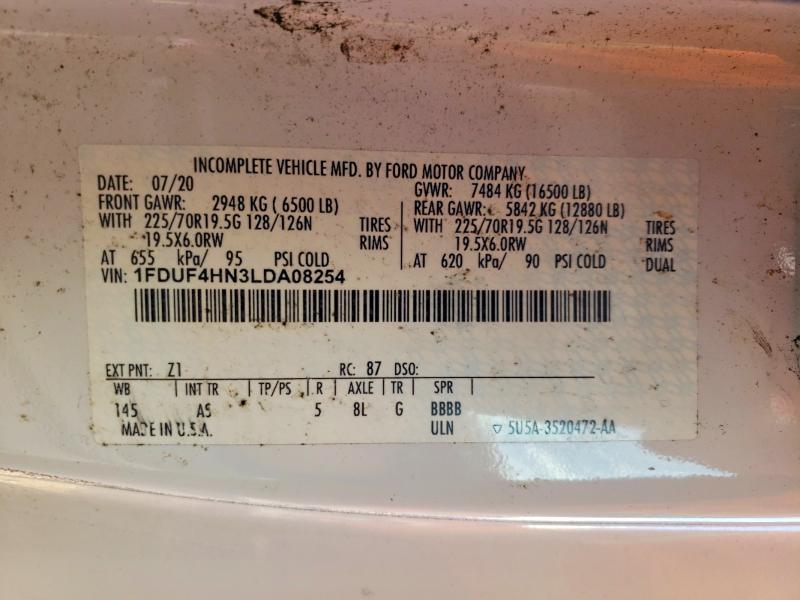 INCOMPLETE VEHICLE MFD. BY FORD MOTOR COMPANY
DATE: 07/20 GVWR: 7484 KG (16500 LB)
FRONT GAWR: 2948 KG ( 6500 LB) REAR GAWR: 5842 KG (12880 LB)
WITH 225/70R19.5G 128/126N TIRES WITH 225/70R19.5G 128/126N TIRES
19.5X6.0RW RIMS 19.5X6.0RW RIMS
AT 655 kPa/ 95 PSI COLD AT 620 kPa/ 90 PSI COLD DUAL
VIN: 1FDUF4HN3LDA08254
EXT PNT: Z1 RC: 87 DSO:
WB INT TR TP/PS R AXLE TR SPR
145 AS 5 8L G BBBB
MADE IN U.S.A. ULN ▽ 5U5A-3520472-AA